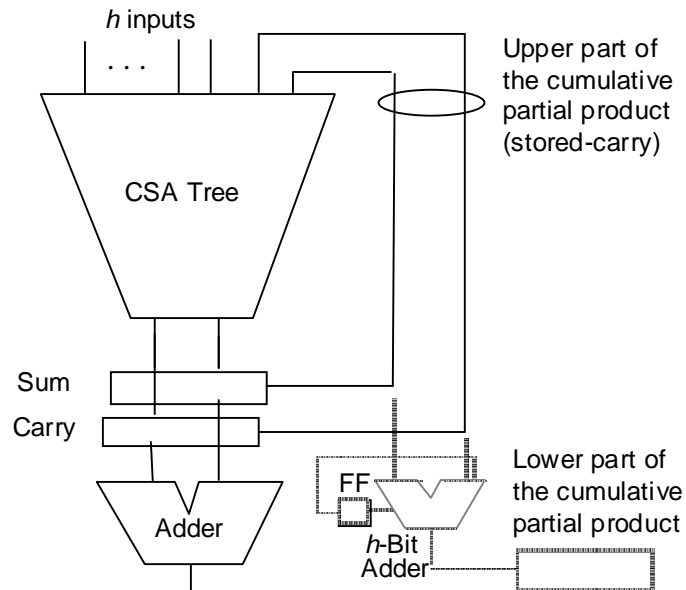 h inputs
. . .
Upper part of
the cumulative
partial product
(stored-carry)
CSA Tree
Sum
Carry
Adder
FF
h-Bit
Adder
Lower part of
the cumulative
partial product